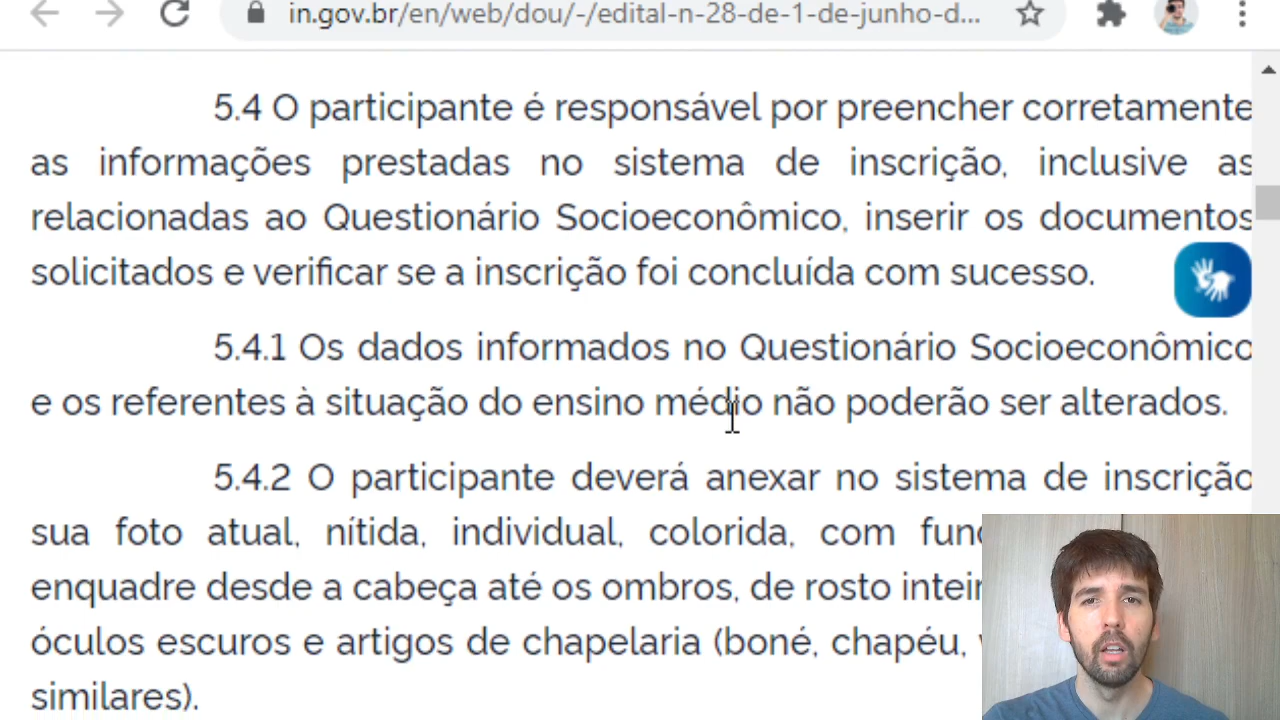 in.gov.br/en/web/dou/-/edital-n-28-de-1-de-junho-d...
5.4 O participante é responsável por preencher corretamente
as informações prestadas no sistema de inscrição, inclusive as
relacionadas ao Questionário Socioeconômico, inserir os documentos
solicitados e verificar se a inscrição foi concluída com sucesso.
5.4.1 Os dados informados no Questionário Socioeconômico
e os referentes à situação do ensino médio não poderão ser alterados.
5.4.2 O participante deverá anexar no sistema de inscrição
sua foto atual, nítida, individual, colorida, com
enquadre desde a cabeça até os ombros, de rosto
óculos escuros e artigos de chapelaria (boné, chapéu,
similares).